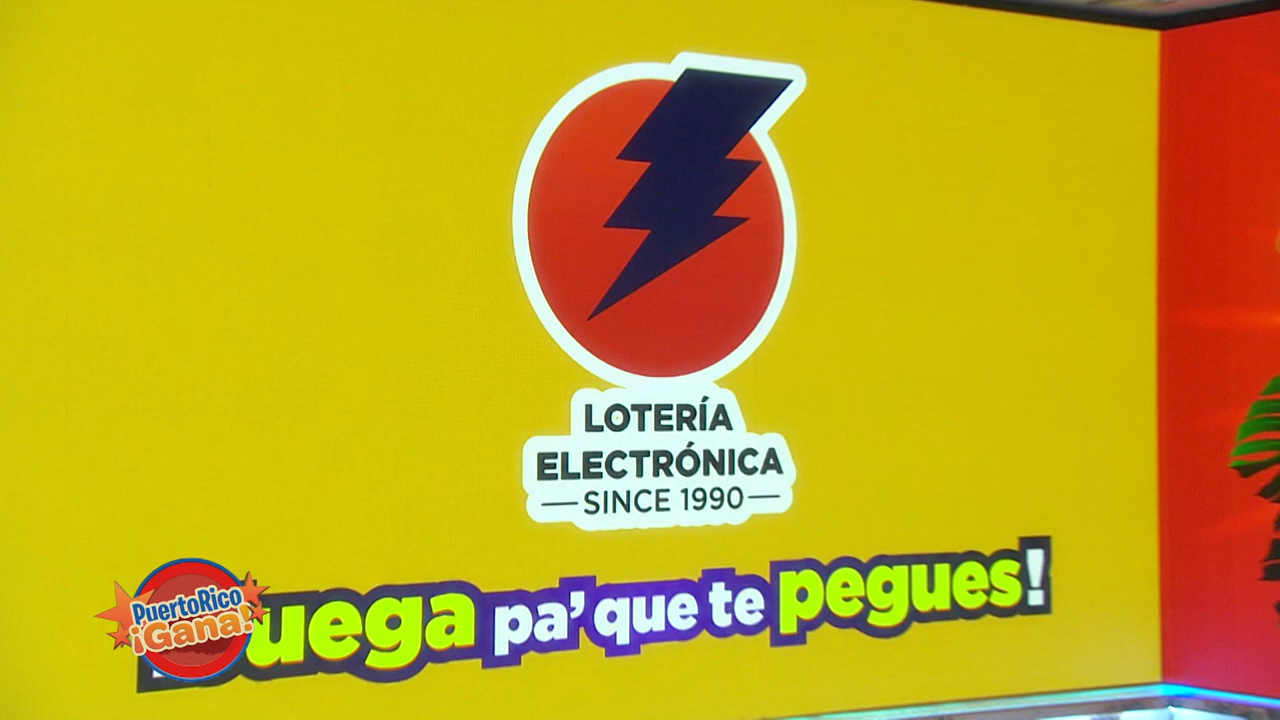 LOTERÍA
ELECTRÓNICA
SINCE 1990
uega pa' que te pegues!
PuertoRico
¡Gana!